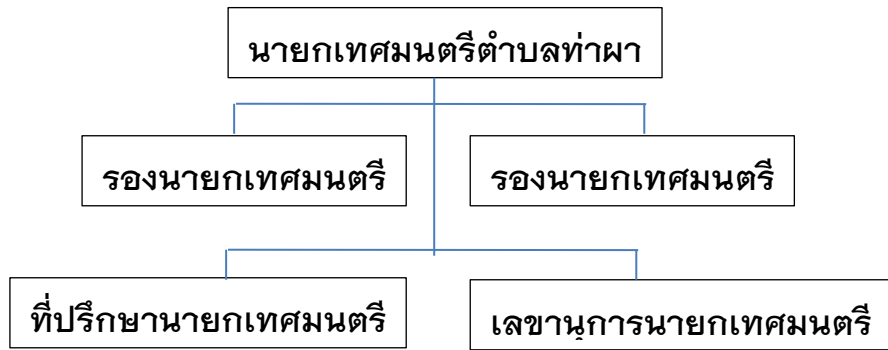 นายกเทศมนตรีตำบลท่าผา
รองนายกเทศมนตรี
รองนายกเทศมนตรี
ที่ปรึกษานายกเทศมนตรี
เลขานุการนายกเทศมนตรี